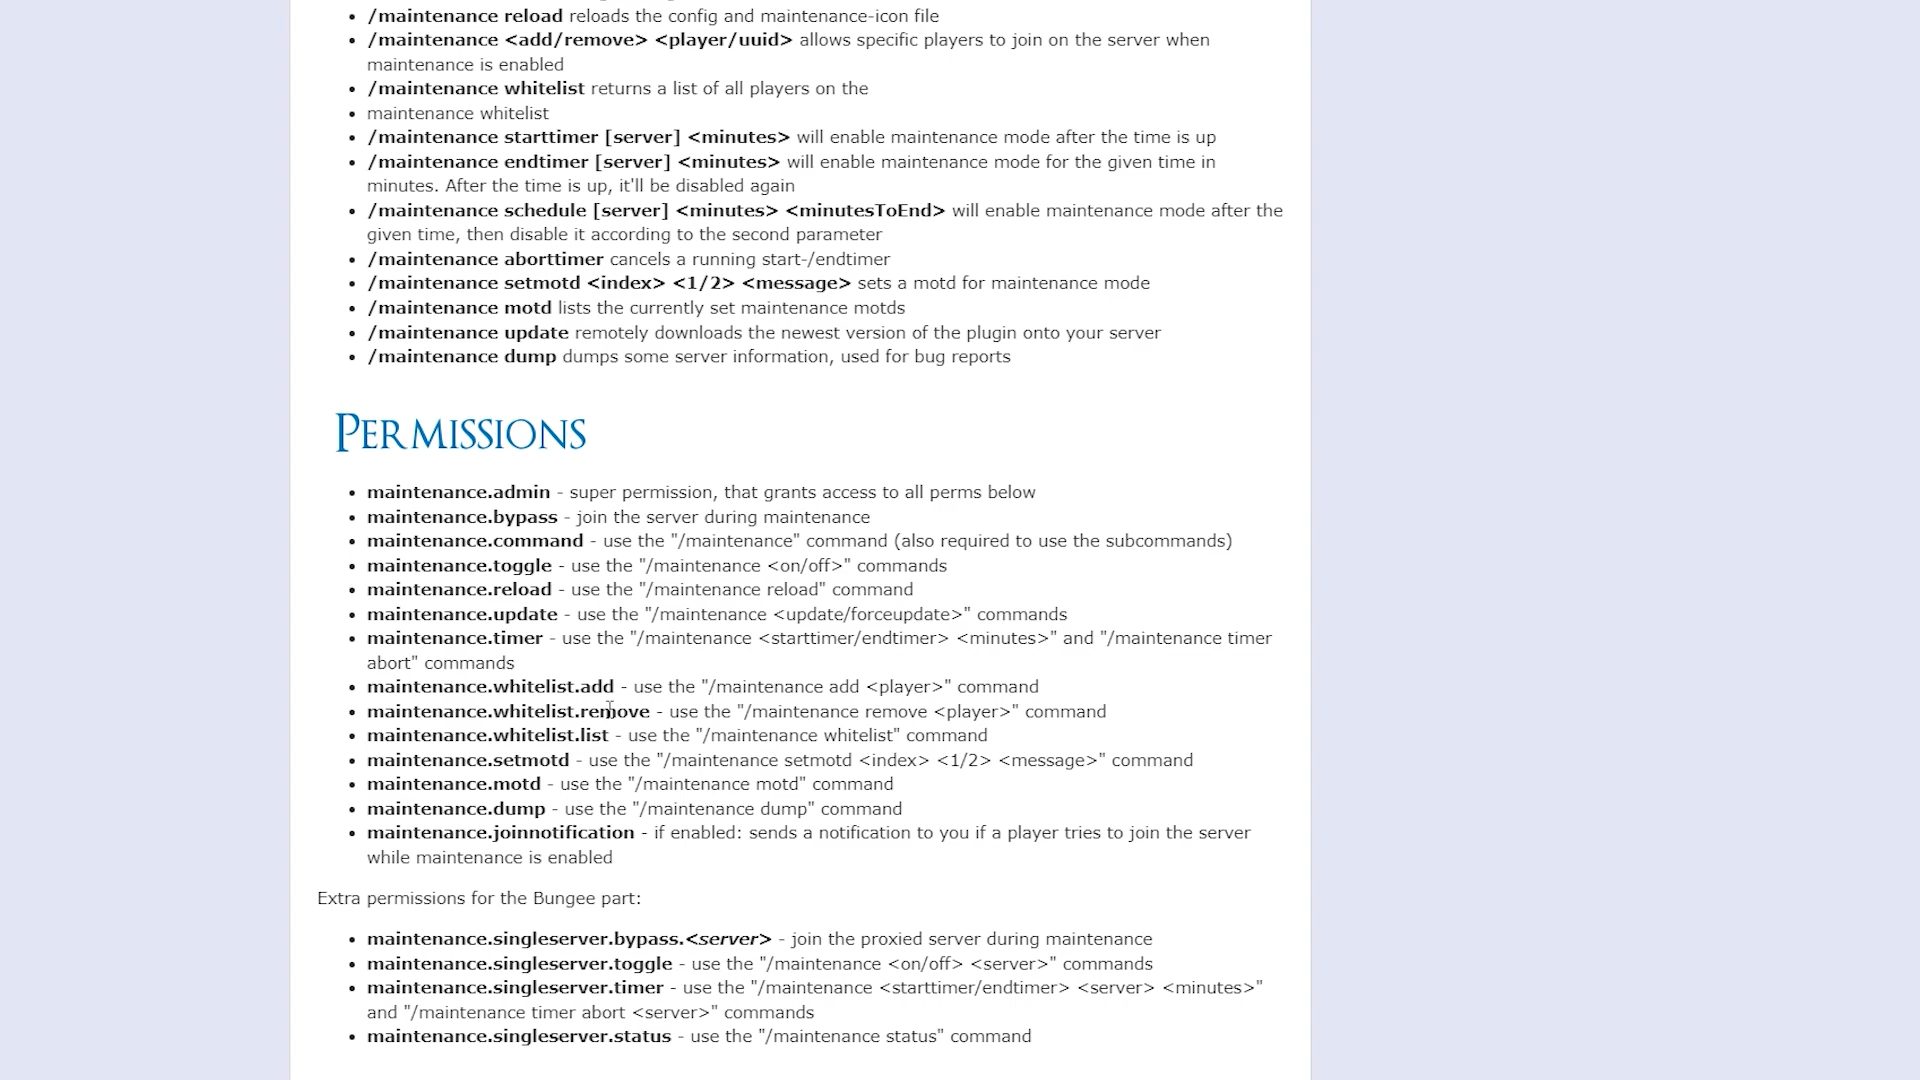 /maintenance reload reloads the config and maintenance-icon file
/maintenance <add/remove> <player/uuid> allows specific players to join on the server when
maintenance is enabled
/maintenance whitelist returns a list of all players on the
maintenance whitelist
/maintenance starttimer [server] <minutes> will enable maintenance mode after the time is up
/maintenance endtimer [server] <minutes> will enable maintenance mode for the given time in
minutes. After the time is up, it'll be disabled again
/maintenance schedule [server] <minutes> <minutesToEnd> will enable maintenance mode after the
given time, then disable it according to the second parameter
/maintenance aborttimer cancels a running start-/endtimer
/maintenance setmotd <index> <1/2> <message> sets a motd for maintenance mode
/maintenance motd lists the currently set maintenance motds
/maintenance update remotely downloads the newest version of the plugin onto your server
/maintenance dump dumps some server information, used for bug reports
PERMISSIONS
maintenance.admin - super permission, that grants access to all perms below
maintenance.bypass - join the server during maintenance
maintenance.command - use the "/maintenance" command (also required to use the subcommands)
maintenance.toggle - use the "/maintenance <on/off>" commands
maintenance.reload - use the "/maintenance reload" command
maintenance.update - use the "/maintenance <update/forceupdate>" commands
maintenance.timer - use the "/maintenance <starttimer/endtimer> <minutes>" and "/maintenance timer
abort" commands
maintenance.whitelist.add - use the "/maintenance add <player>" command
maintenance.whitelist.remove - use the "/maintenance remove <player>" command
maintenance.whitelist.list - use the "/maintenance whitelist" command
maintenance.setmotd - use the "/maintenance setmotd <index> <1/2> <message>" command
maintenance.motd - use the "/maintenance motd" command
maintenance.dump - use the "/maintenance dump" command
maintenance.joinnotification - if enabled: sends a notification to you if a player tries to join the server
while maintenance is enabled
Extra permissions for the Bungee part:
maintenance.singleserver.bypass.<server> - join the proxied server during maintenance
maintenance.singleserver.toggle - use the "/maintenance <on/off> <server>" commands
maintenance.singleserver.timer - use the "/maintenance <starttimer/endtimer> <server> <minutes>"
and "/maintenance timer abort <server>" commands
maintenance.singleserver.status - use the "/maintenance status" command